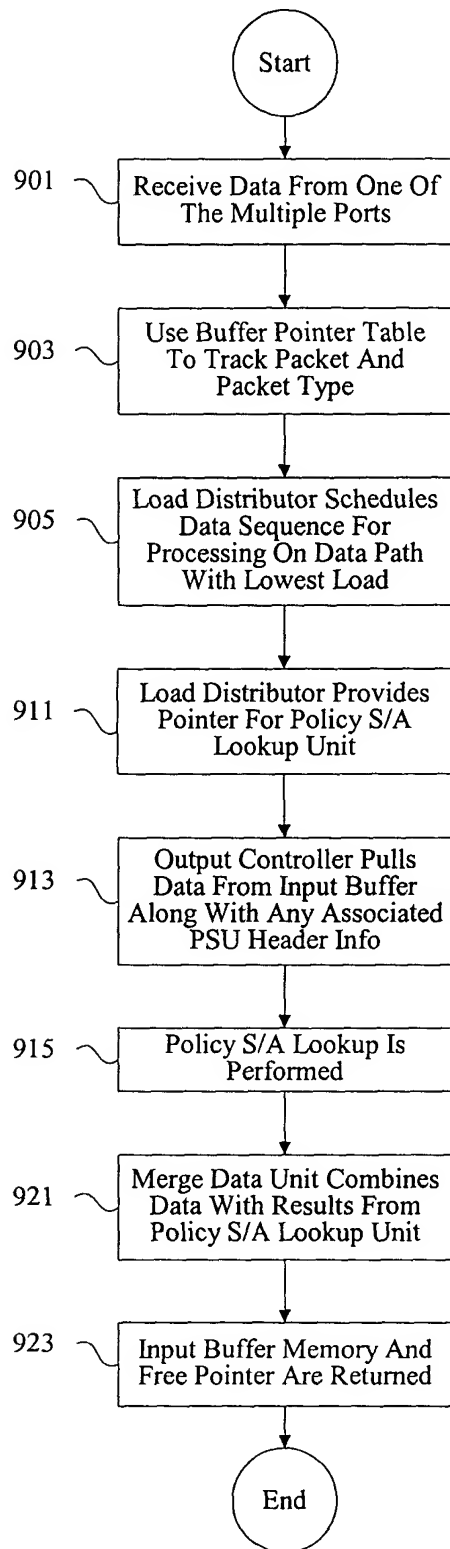 Start
901
Receive Data From One Of
The Multiple Ports
903
Use Buffer Pointer Table
To Track Packet And
Packet Type
905
Load Distributor Schedules
Data Sequence For
Processing On Data Path
With Lowest Load
911
Load Distributor Provides
Pointer For Policy S/A
Lookup Unit
913
Output Controller Pulls
Data From Input Buffer
Along With Any Associated
PSU Header Info
915
Policy S/A Lookup Is
Performed
921
Merge Data Unit Combines
Data With Results From
Policy S/A Lookup Unit
923
Input Buffer Memory And
Free Pointer Are Returned
End